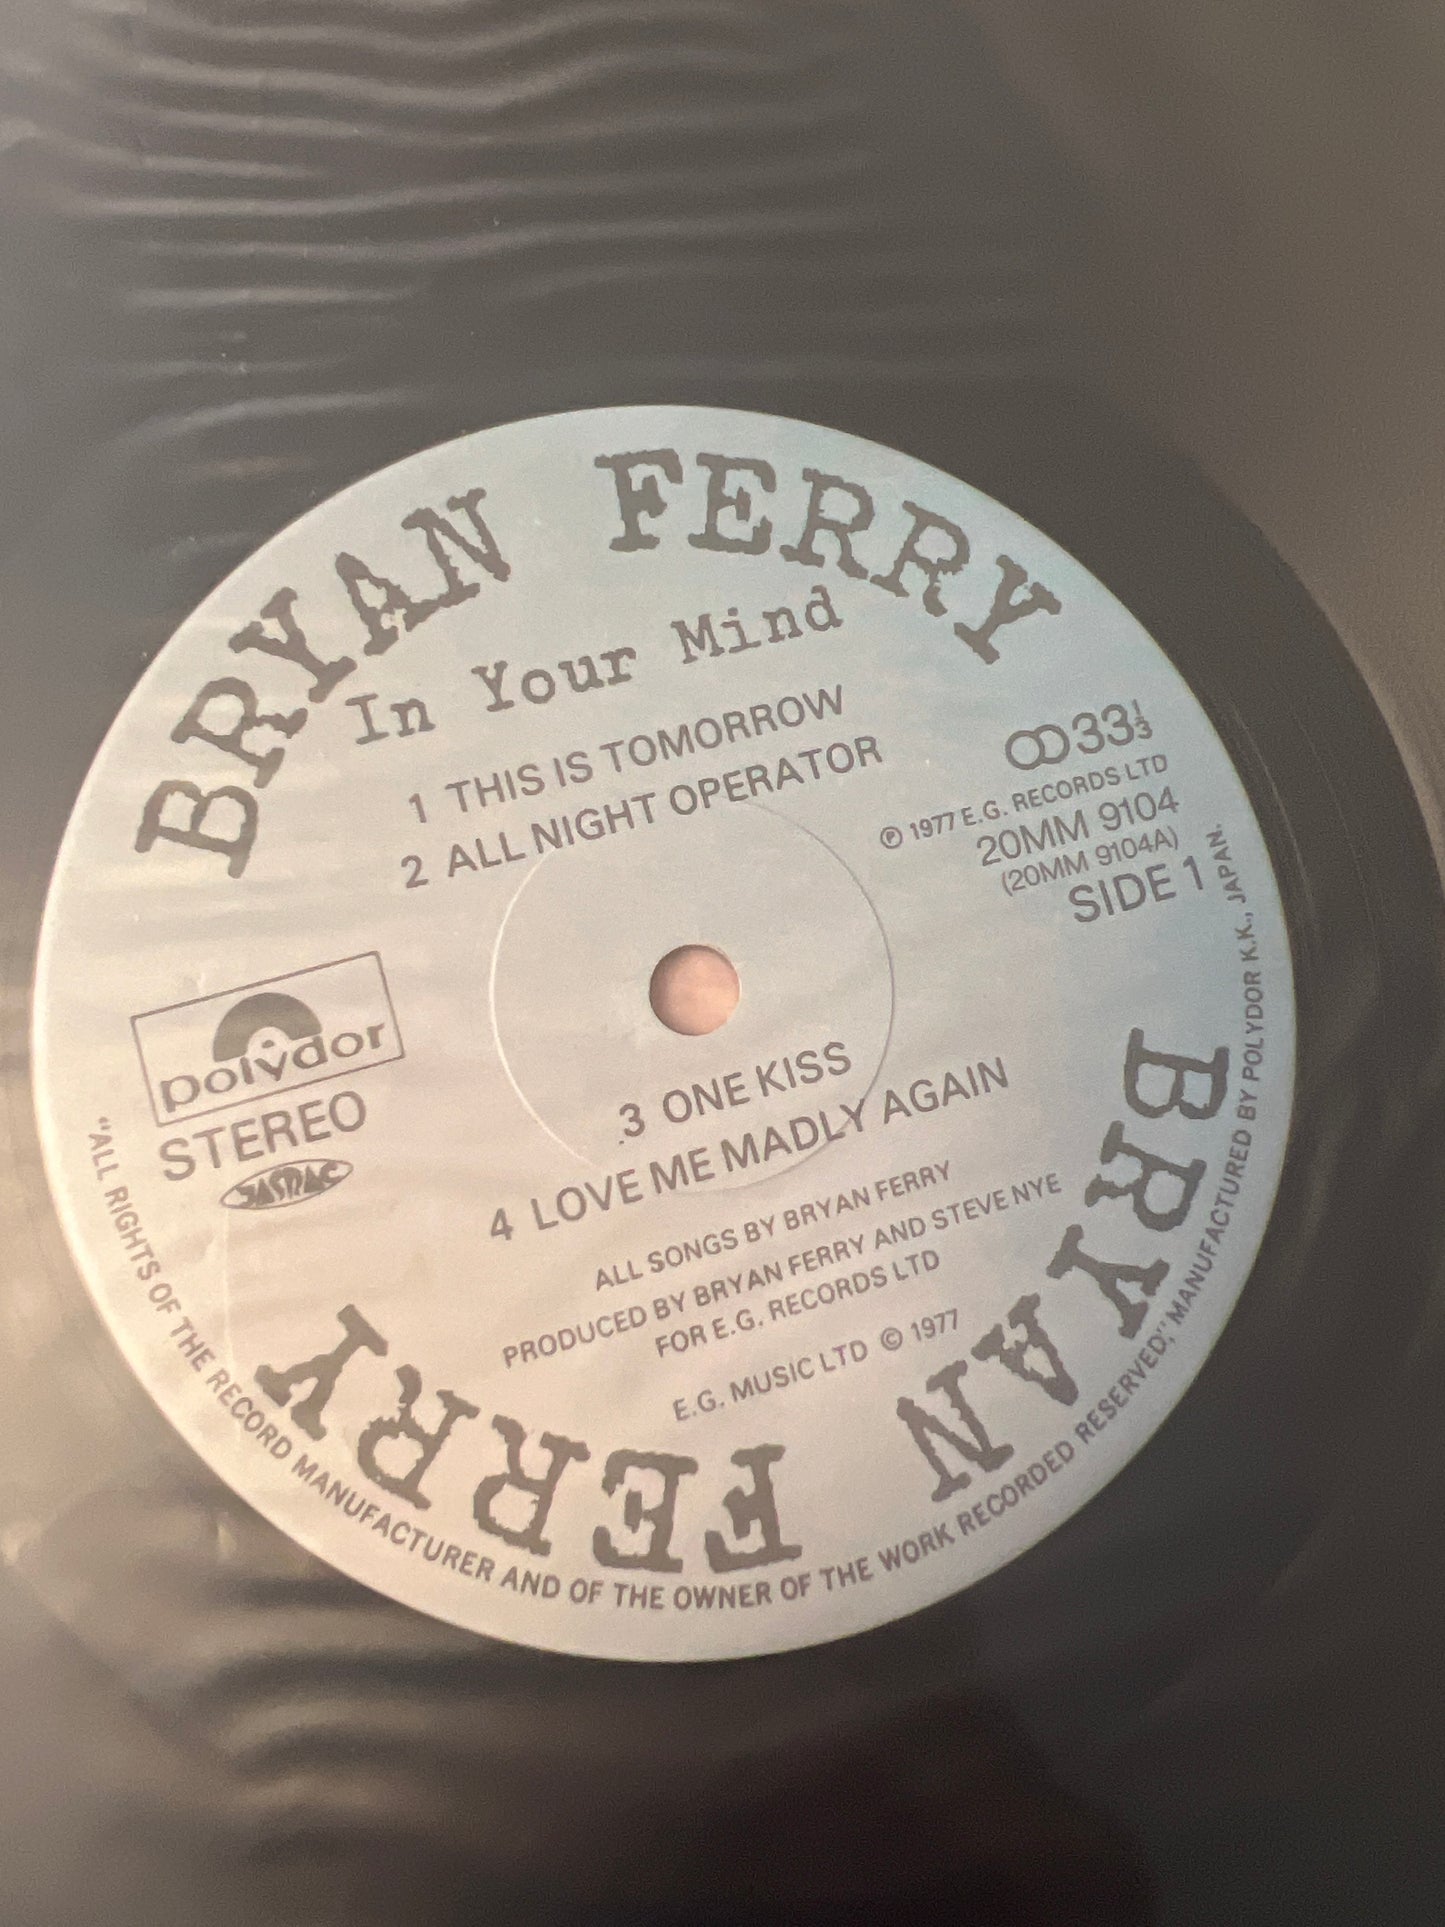 BRYAN FERRY
In Your Mind
1 THIS IS TOMORROW
2 ALL NIGHT OPERATOR
33⅓
Ⓟ 1977 E.G. RECORDS LTD
20MM 9104
(20MM 9104A)
SIDE 1
polydor
STEREO
JASRAC
3 ONE KISS
4 LOVE ME MADLY AGAIN
ALL SONGS BY BRYAN FERRY
PRODUCED BY BRYAN FERRY AND STEVE NYE
FOR E.G. RECORDS LTD
E.G. MUSIC LTD © 1977
BRYAN FERRY
"ALL RIGHTS OF THE RECORD MANUFACTURER AND OF THE OWNER OF THE WORK RECORDED RESERVED," MANUFACTURED BY POLYDOR K.K., JAPAN.